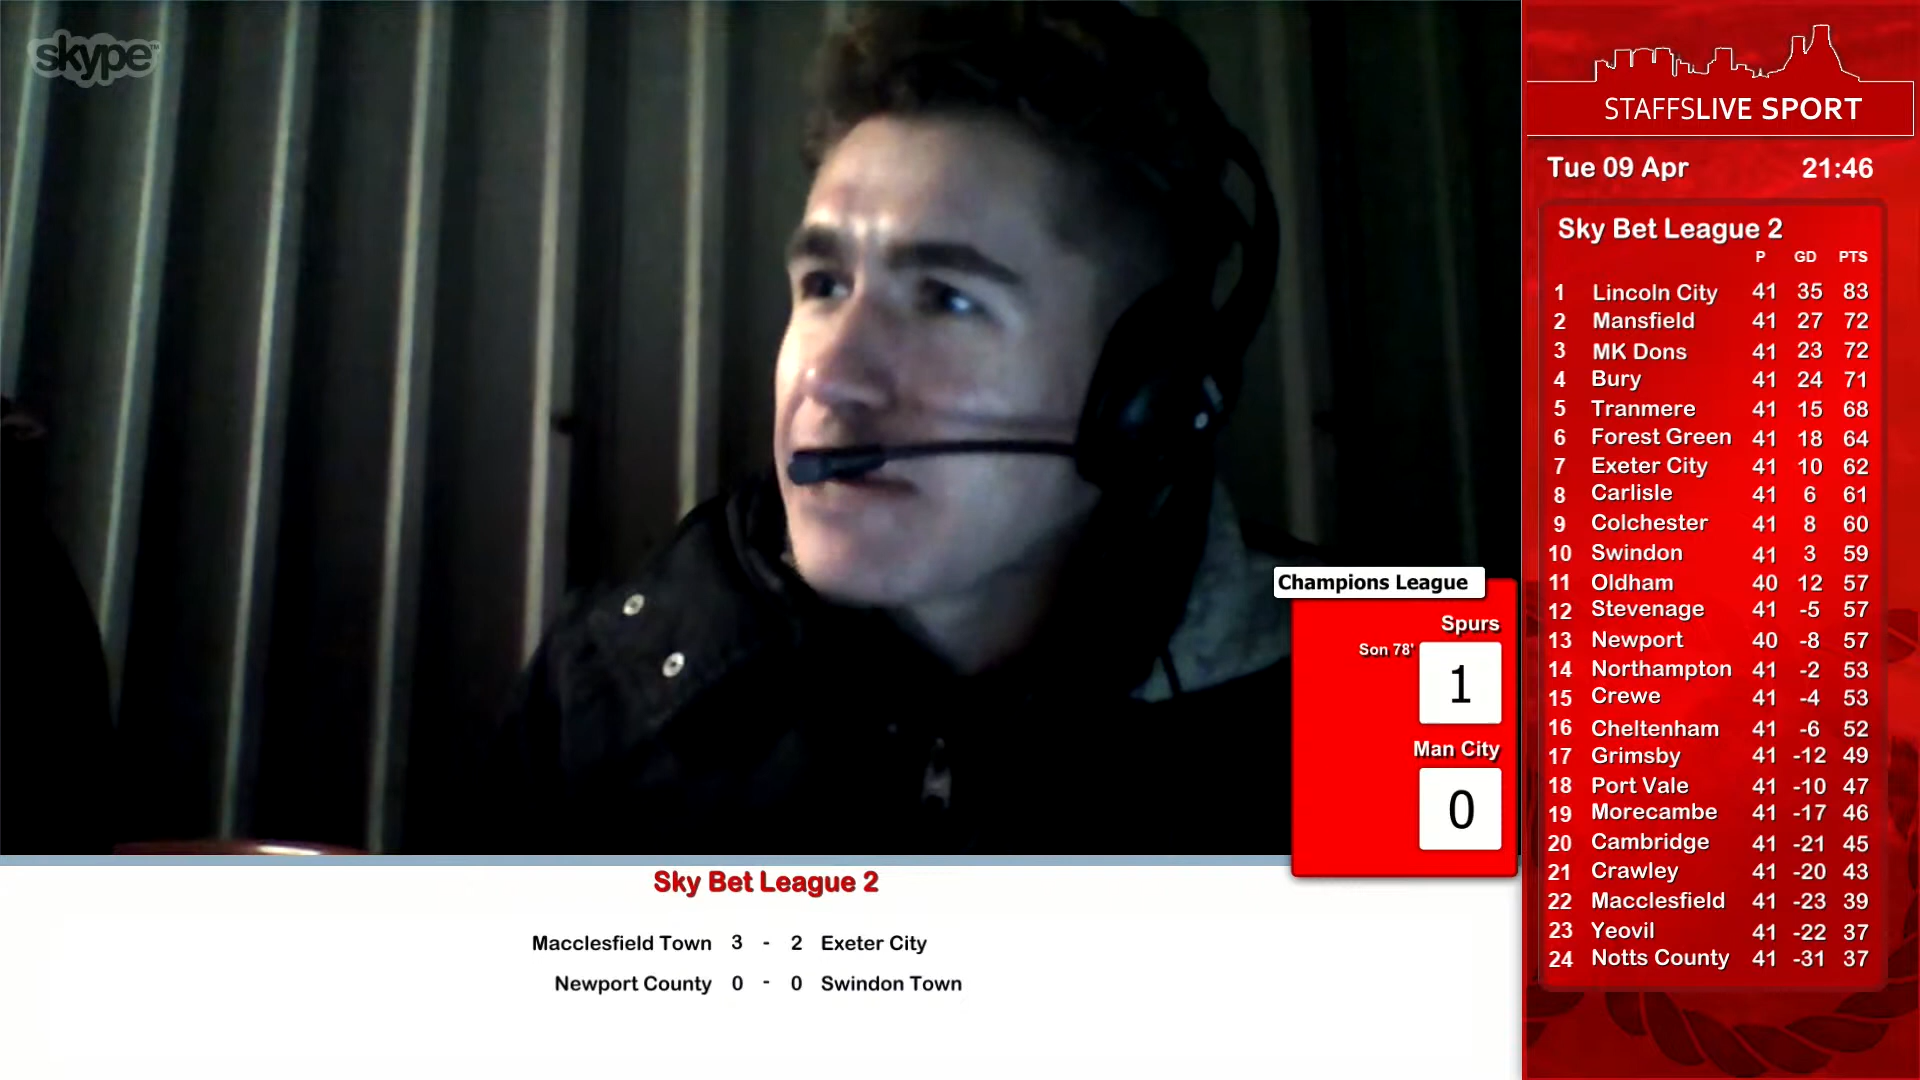 skype™
STAFFSLIVE SPORT
Tue 09 Apr 21:46
Sky Bet League 2
P GD PTS
1 Lincoln City 41 35 83
2 Mansfield 41 27 72
3 MK Dons 41 23 72
4 Bury 41 24 71
5 Tranmere 41 15 68
6 Forest Green 41 18 64
7 Exeter City 41 10 62
8 Carlisle 41 6 61
9 Colchester 41 8 60
10 Swindon 41 3 59
11 Oldham 40 12 57
12 Stevenage 41 -5 57
13 Newport 40 -8 57
14 Northampton 41 -2 53
15 Crewe 41 -4 53
16 Cheltenham 41 -6 52
17 Grimsby 41 -12 49
18 Port Vale 41 -10 47
19 Morecambe 41 -17 46
20 Cambridge 41 -21 45
21 Crawley 41 -20 43
22 Macclesfield 41 -23 39
23 Yeovil 41 -22 37
24 Notts County 41 -31 37
Champions League
Spurs
Son 78'
1
Man City
0
Sky Bet League 2
Macclesfield Town 3 - 2 Exeter City
Newport County 0 - 0 Swindon Town